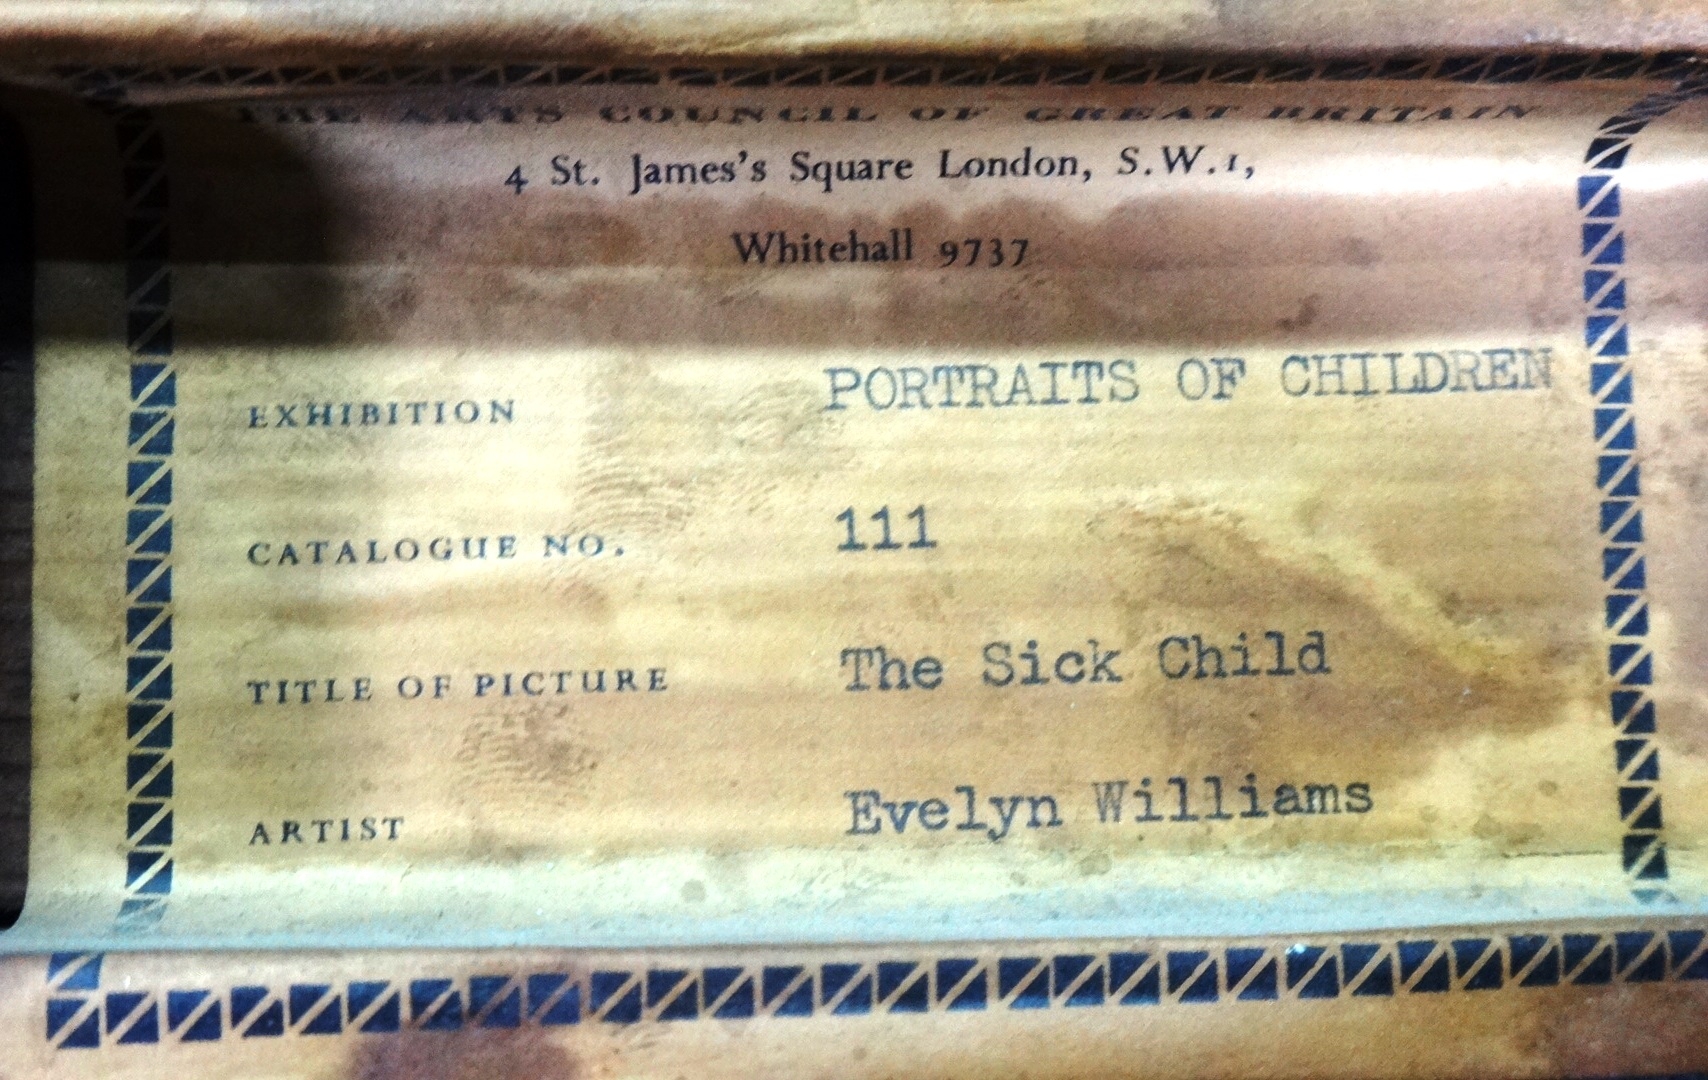 THE ARTS COUNCIL OF GREAT BRITAIN
4 St. James's Square London, S.W.1,
Whitehall 9737
EXHIBITION PORTRAITS OF CHILDREN
CATALOGUE NO. 111
TITLE OF PICTURE The Sick Child
ARTIST Evelyn Williams